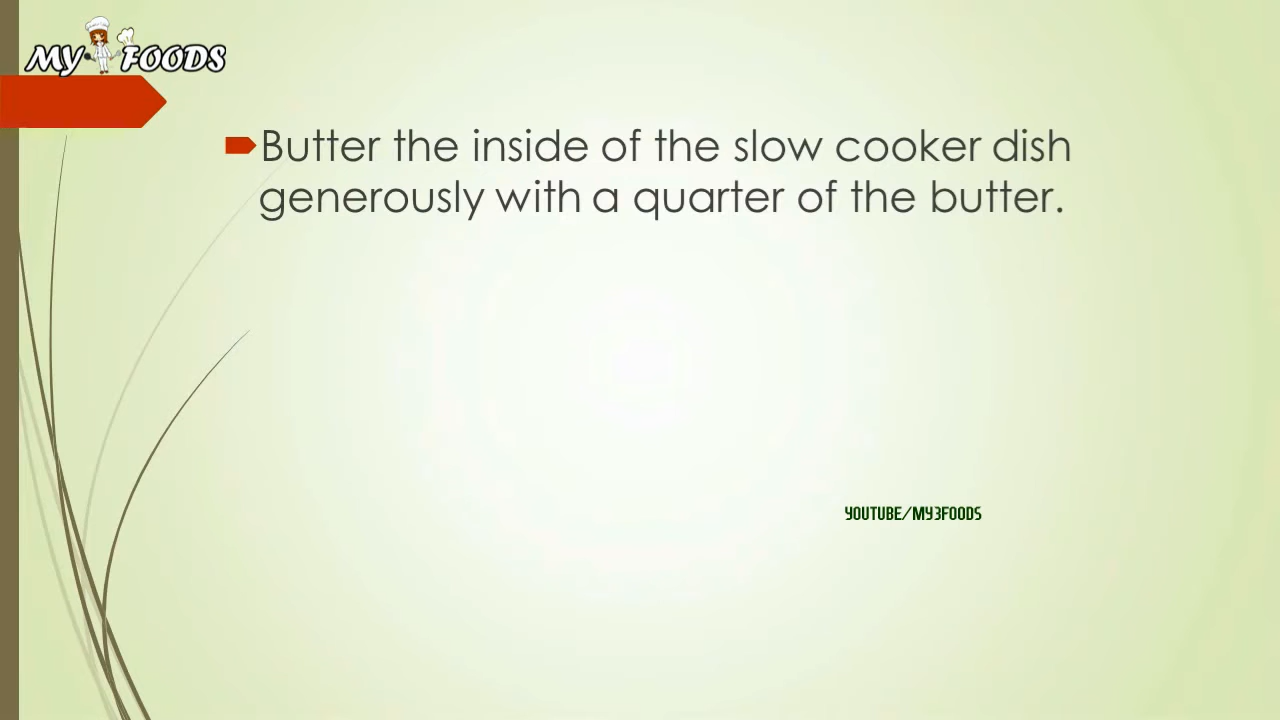 MY FOODS
Butter the inside of the slow cooker dish
generously with a quarter of the butter.
YOUTUBE/MY3FOODS